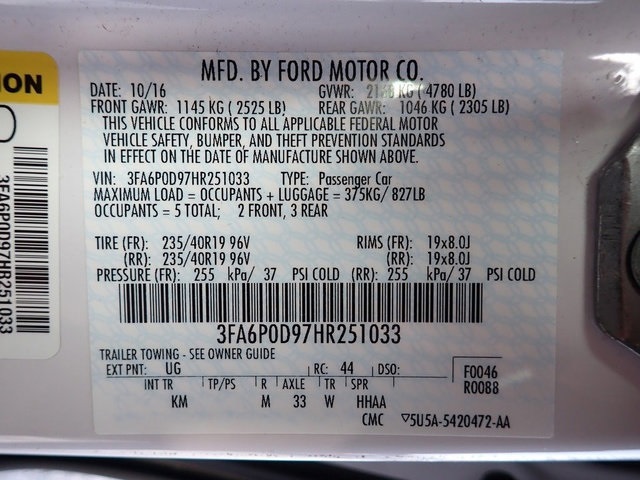 ION
3FA6P0D97HR251033
MFD. BY FORD MOTOR CO.
DATE: 10/16 GVWR: KG ( 4780 LB)
FRONT GAWR: 1145 KG ( 2525 LB) REAR GAWR: 1046 KG ( 2305 LB)
THIS VEHICLE CONFORMS TO ALL APPLICABLE FEDERAL MOTOR
VEHICLE SAFETY, BUMPER, AND THEFT PREVENTION STANDARDS
IN EFFECT ON THE DATE OF MANUFACTURE SHOWN ABOVE.
VIN: 3FA6P0D97HR251033 TYPE: Passenger Car
MAXIMUM LOAD = OCCUPANTS + LUGGAGE = 375KG/ 827LB
OCCUPANTS = 5 TOTAL; 2 FRONT, 3 REAR
TIRE (FR): 235/40R19 96V RIMS (FR): 19x8.0J
(RR): 235/40R19 96V (RR): 19x8.0J
PRESSURE (FR): 255 kPa/ 37 PSI COLD (RR): 255 kPa/ 37 PSI COLD
3FA6P0D97HR251033
TRAILER TOWING - SEE OWNER GUIDE
EXT PNT: UG RC: 44 DSO: F0046
INT TR TP/PS R AXLE TR SPR R0088
KM M 33 W HHAA
CMC ▽5U5A-5420472-AA